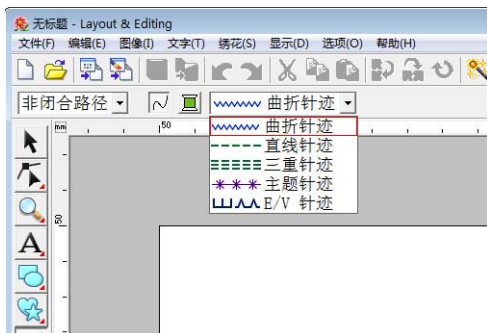 无标题 - Layout & Editing
文件(F) 编辑(E) 图像(I) 文字(T) 绣花(S) 显示(D) 选项(O) 帮助(H)
非闭合路径 曲折针迹
mm 50 曲折针迹
直线针迹
三重针迹
主题针迹
E/V 针迹
50
A